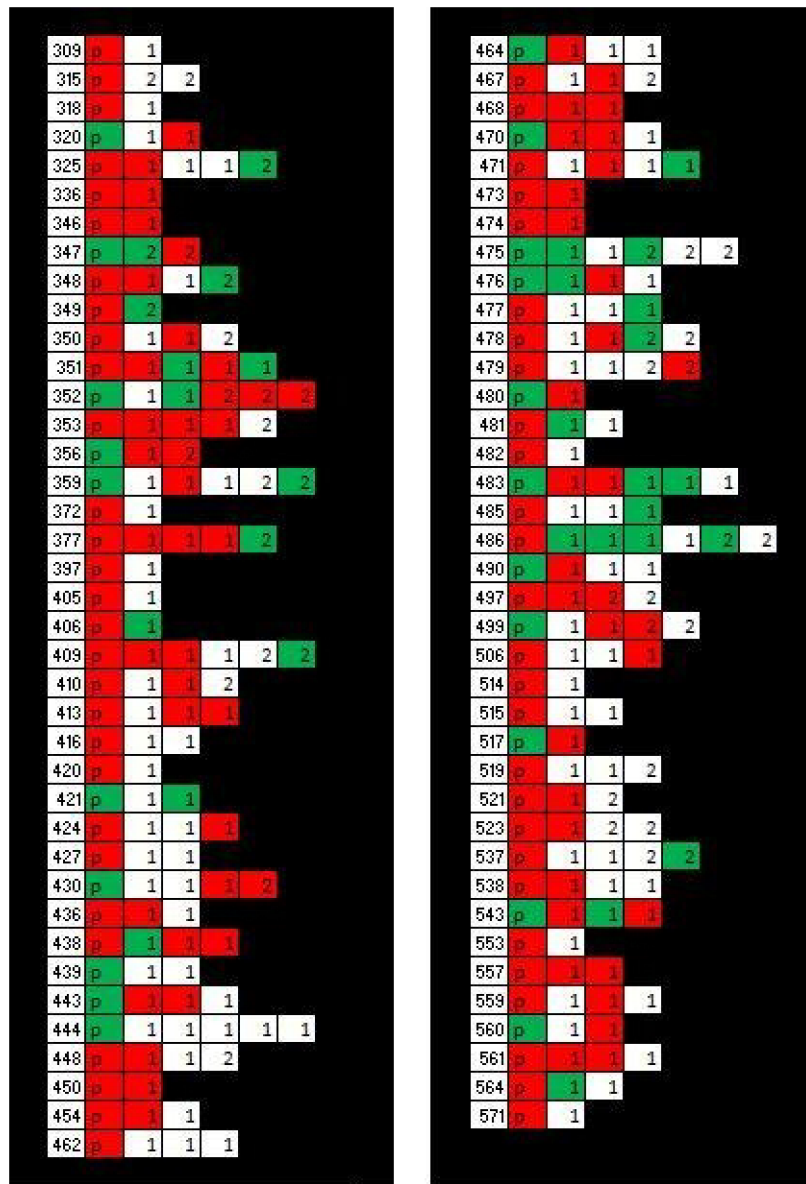 309 p 1
315 p 2 2
318 p 1
320 p 1 1
325 p 1 1 1 2
336 p 1
346 p 1
347 p 2 2
348 p 1 1 2
349 p 2
350 p 1 1 2
351 p 1 1 1 1
352 p 1 1 2 2 2
353 p 1 1 1 2
356 p 1 2
359 p 1 1 1 2 2
372 p 1
377 p 1 1 1 2
397 p 1
405 p 1
406 p 1
409 p 1 1 1 2 2
410 p 1 1 2
413 p 1 1 1
416 p 1 1
420 p 1
421 p 1 1
424 p 1 1 1
427 p 1 1
430 p 1 1 1 2
436 p 1 1
438 p 1 1 1
439 p 1 1
443 p 1 1 1
444 p 1 1 1 1 1
448 p 1 1 2
450 p 1
454 p 1 1
462 p 1 1 1
464 p 1 1 1
467 p 1 1 2
468 p 1 1
470 p 1 1 1
471 p 1 1 1 1
473 p 1
474 p 1
475 p 1 1 2 2 2
476 p 1 1 1
477 p 1 1 1
478 p 1 1 2 2
479 p 1 1 2 2
480 p 1
481 p 1 1
482 p 1
483 p 1 1 1 1 1
485 p 1 1 1
486 p 1 1 1 1 2 2
490 p 1 1 1
497 p 1 2 2
499 p 1 1 2 2
506 p 1 1 1
514 p 1
515 p 1 1
517 p 1
519 p 1 1 2
521 p 1 2
523 p 1 2 2
537 p 1 1 2 2
538 p 1 1 1
543 p 1 1 1
553 p 1
557 p 1 1
559 p 1 1 1
560 p 1 1
561 p 1 1 1
564 p 1 1
571 p 1